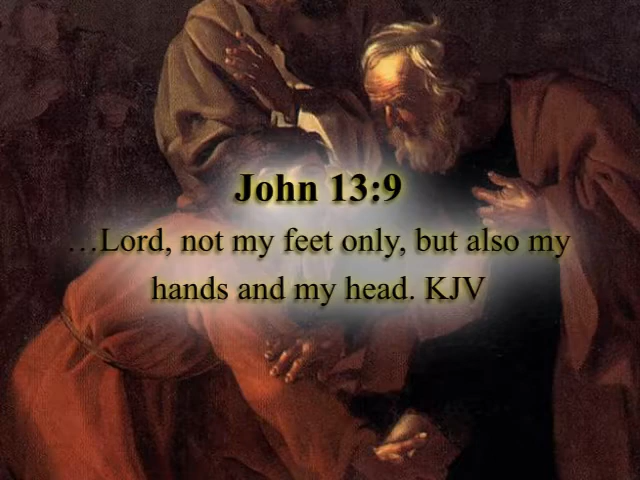 John 13:9
…Lord, not my feet only, but also my
hands and my head. KJV